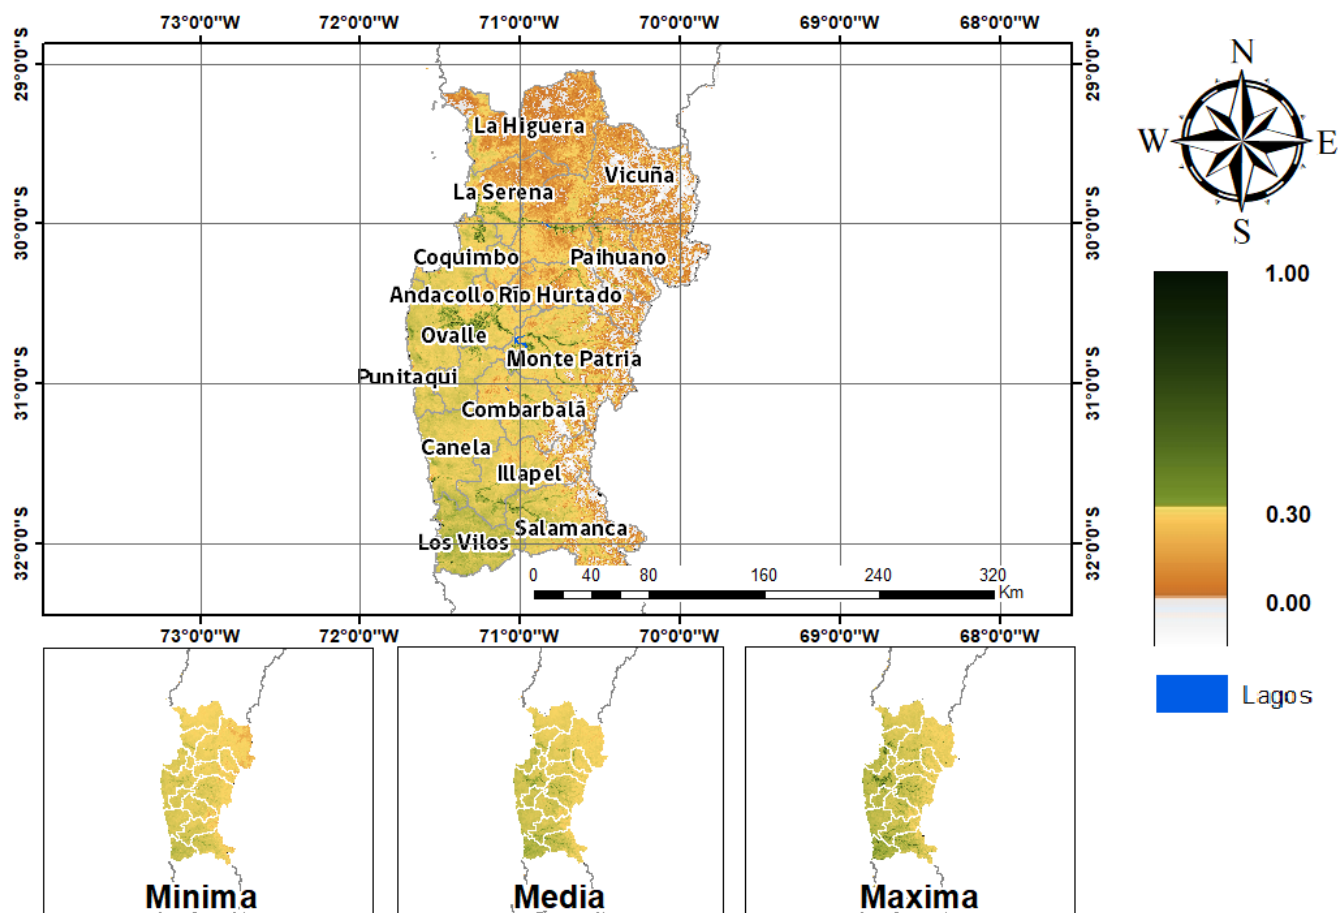 73°0'0"W 72°0'0"W 71°0'0"W 70°0'0"W 69°0'0"W 68°0'0"W
29°0'0"S 29°0'0"S
30°0'0"S 30°0'0"S
31°0'0"S 31°0'0"S
32°0'0"S 32°0'0"S
La Higuera
Vicuña
La Serena
Coquimbo Paihuano
Andacollo Río Hurtado
Ovalle
Monte Patria
Punitaqui
Combarbalá
Canela
Illapel
Salamanca
Los Vilos
0 40 80 160 240 320
Km
73°0'0"W 72°0'0"W 71°0'0"W 70°0'0"W 69°0'0"W 68°0'0"W
N
W E
S
1.00
0.30
0.00
Lagos
Minima Media Maxima